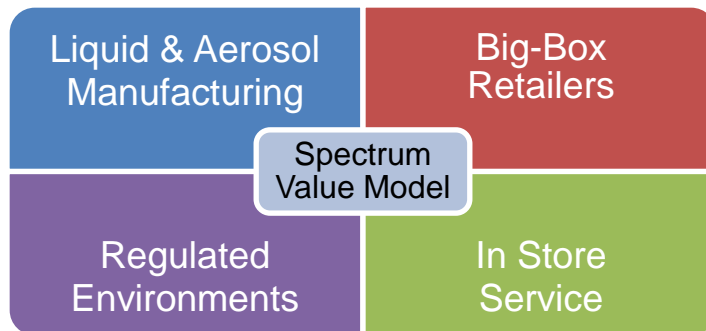 Liquid & Aerosol
Manufacturing
Big-Box
Retailers
Spectrum
Value Model
Regulated
Environments
In Store
Service